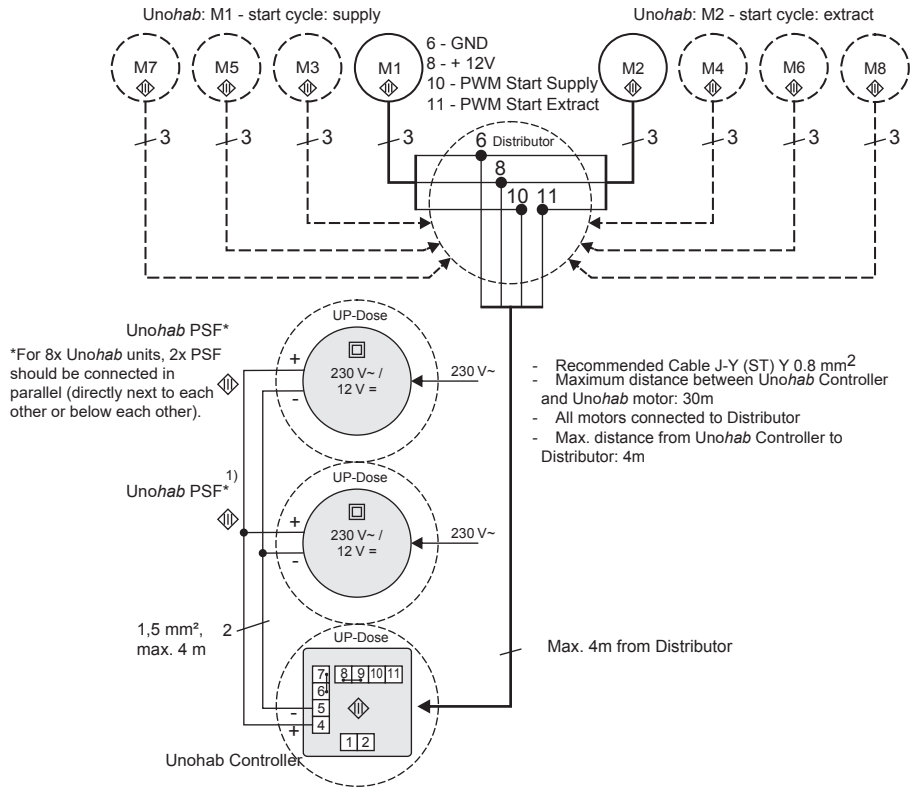 Unohab: M1 - start cycle: supply
Unohab: M2 - start cycle: extract
M7
M5
M3
M1
6 - GND
8 - + 12V
10 - PWM Start Supply
11 - PWM Start Extract
M2
M4
M6
M8
3
3
3
3
3
3
3
3
6 Distributor
8
10 11
UP-Dose
Unohab PSF*
*For 8x Unohab units, 2x PSF
should be connected in
parallel (directly next to each
other or below each other).
+
-
230 V~ /
12 V =
230 V~
- Recommended Cable J-Y (ST) Y 0.8 mm²
- Maximum distance between Unohab Controller
and Unohab motor: 30m
- All motors connected to Distributor
- Max. distance from Unohab Controller to
Distributor: 4m
UP-Dose
Unohab PSF* 1)
+
-
230 V~ /
12 V =
230 V~
1,5 mm²,
max. 4 m
2
UP-Dose
Max. 4m from Distributor
7 8 9 10 11
6
- 5
+ 4
1 2
Unohab Controller